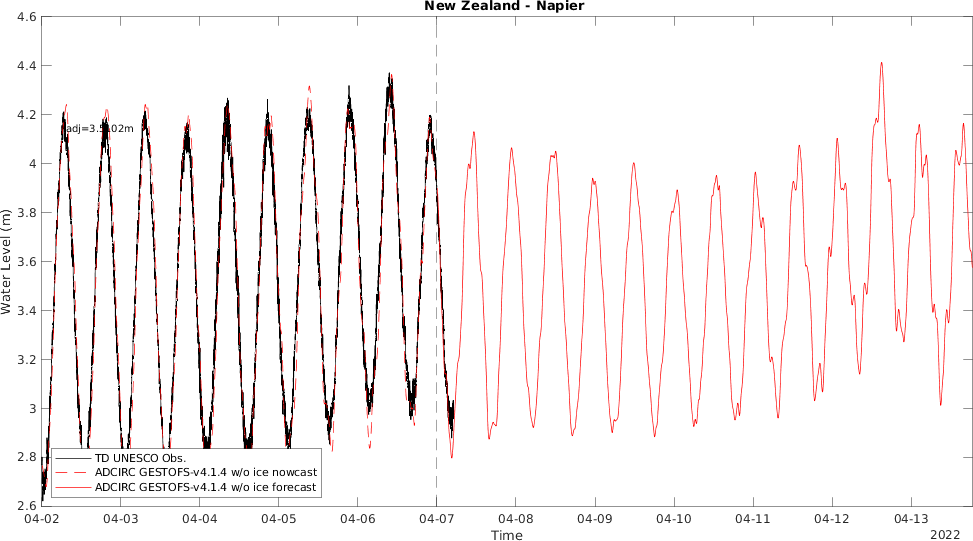 New Zealand - Napier
4.6
4.4
4.2
4
3.8
3.6
3.4
3.2
3
2.8
2.6
Water Level (m)
TD UNESCO Obs.
ADCIRC GESTOFS-v4.1.4 w/o ice nowcast
ADCIRC GESTOFS-v4.1.4 w/o ice forecast
04-02 04-03 04-04 04-05 04-06 04-07 04-08 04-09 04-10 04-11 04-12 04-13
Time
2022